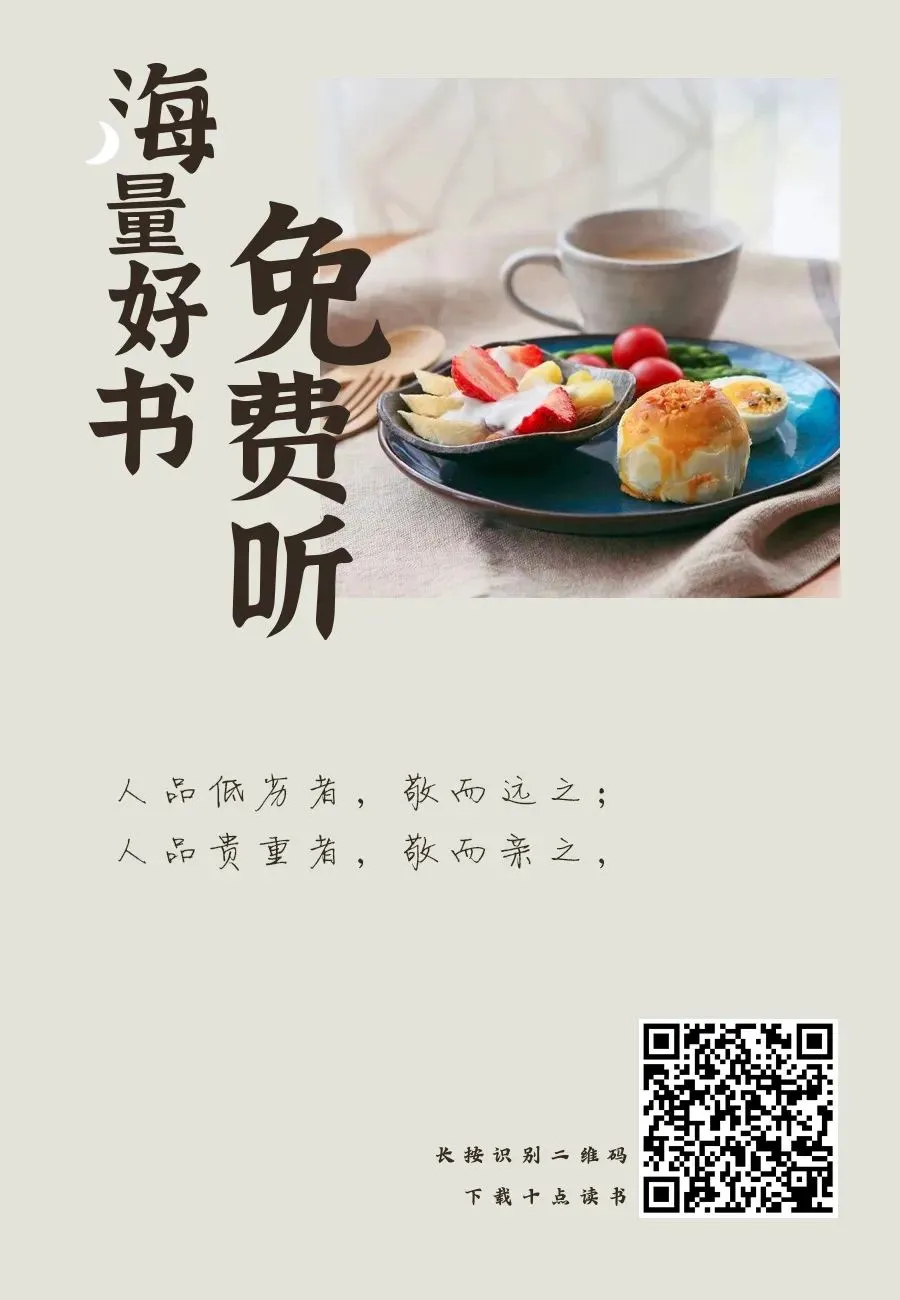 海量好书
免费听
人品低劣者，敬而远之；
人品贵重者，敬而亲之，
长按识别二维码
下载十点读书